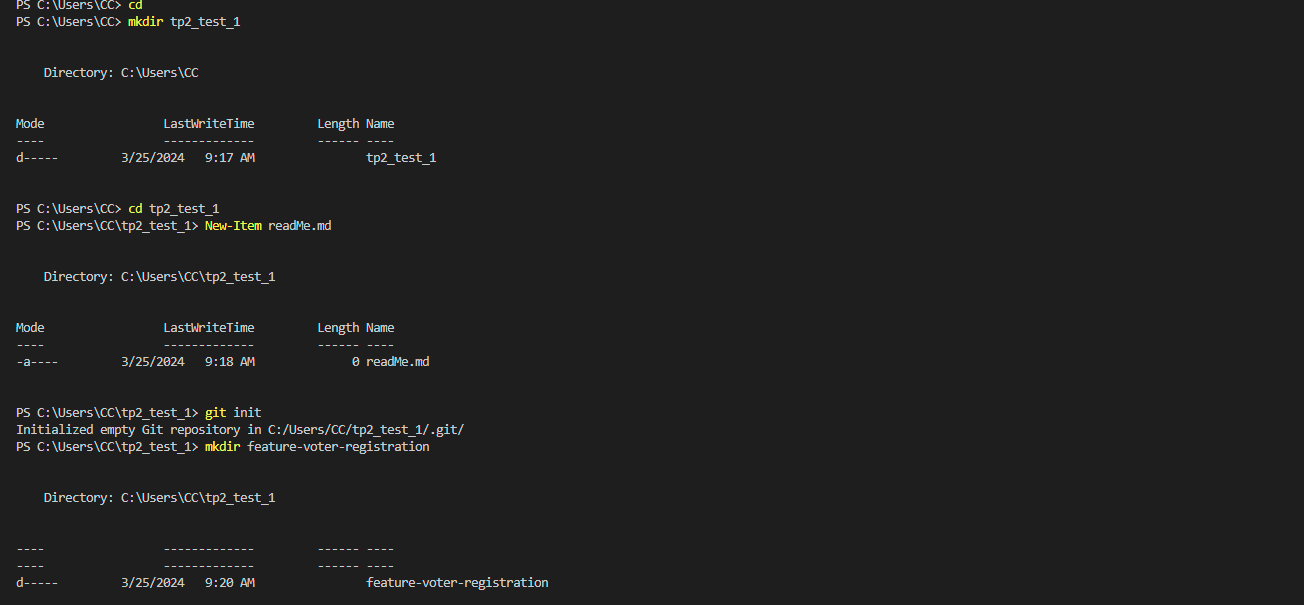 PS C:\Users\CC> cd
PS C:\Users\CC> mkdir tp2_test_1
Directory: C:\Users\CC
Mode LastWriteTime Length Name
---- ------------- ------ ----
d----- 3/25/2024 9:17 AM tp2_test_1
PS C:\Users\CC> cd tp2_test_1
PS C:\Users\CC\tp2_test_1> New-Item readMe.md
Directory: C:\Users\CC\tp2_test_1
Mode LastWriteTime Length Name
---- ------------- ------ ----
-a---- 3/25/2024 9:18 AM 0 readMe.md
PS C:\Users\CC\tp2_test_1> git init
Initialized empty Git repository in C:/Users/CC/tp2_test_1/.git/
PS C:\Users\CC\tp2_test_1> mkdir feature-voter-registration
Directory: C:\Users\CC\tp2_test_1
---- ------------- ------ ----
---- ------------- ------ ----
d----- 3/25/2024 9:20 AM feature-voter-registration